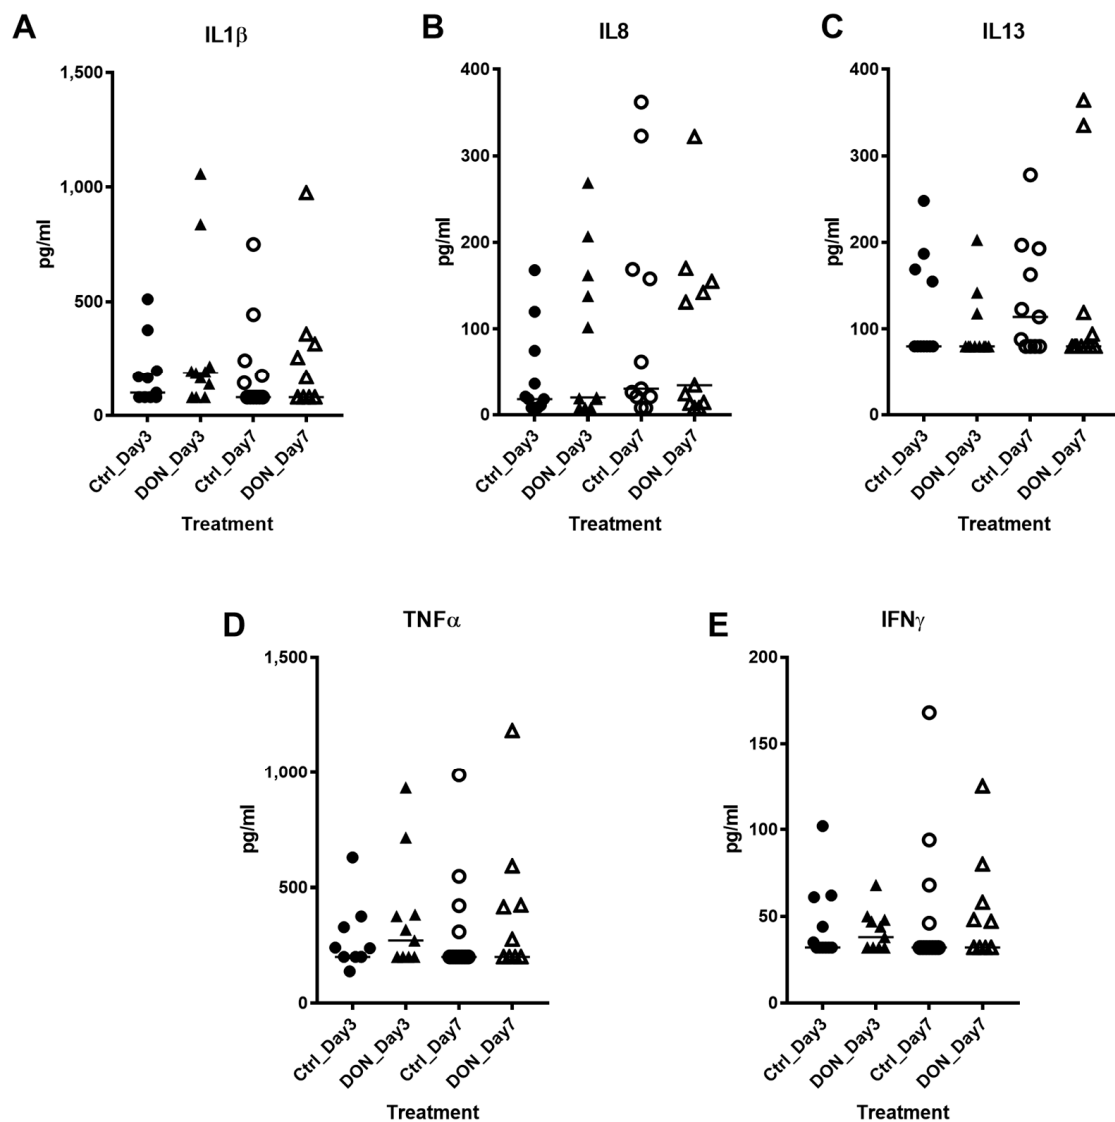 A
IL1β
1,500
1,000
500
0
pg/ml
Ctrl_Day3
DON_Day3
Ctrl_Day7
DON_Day7
Treatment
B
IL8
400
300
200
100
0
pg/ml
Ctrl_Day3
DON_Day3
Ctrl_Day7
DON_Day7
Treatment
C
IL13
400
300
200
100
0
pg/ml
Ctrl_Day3
DON_Day3
Ctrl_Day7
DON_Day7
Treatment
D
TNFα
1,500
1,000
500
0
pg/ml
Ctrl_Day3
DON_Day3
Ctrl_Day7
DON_Day7
Treatment
E
IFNγ
200
150
100
50
0
pg/ml
Ctrl_Day3
DON_Day3
Ctrl_Day7
DON_Day7
Treatment